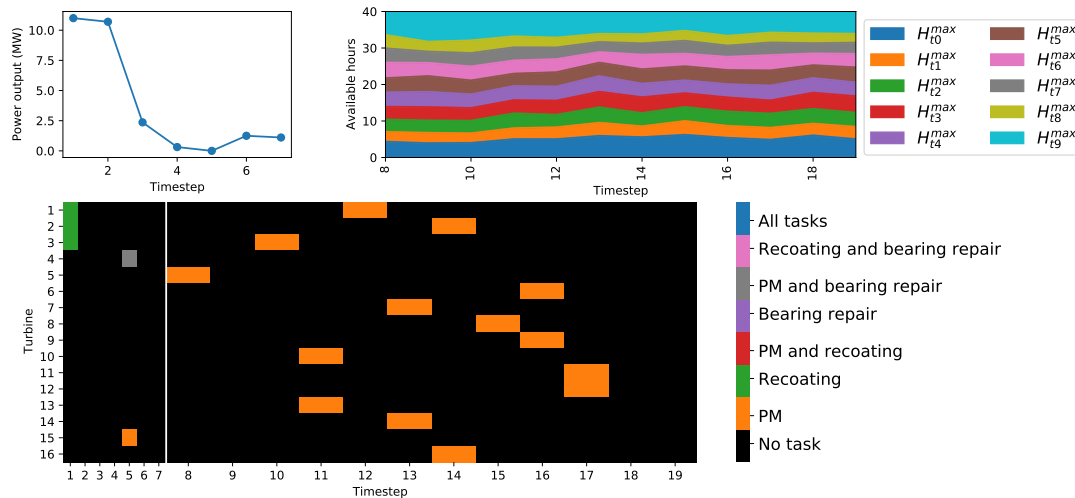 10.0
7.5
5.0
2.5
0.0
Power output (MW)
2 4 6
Timestep
40
30
20
10
0
Available hours
8 10 12 14 16 18
Timestep
H_{t0}^{max} H_{t5}^{max}
H_{t1}^{max} H_{t6}^{max}
H_{t2}^{max} H_{t7}^{max}
H_{t3}^{max} H_{t8}^{max}
H_{t4}^{max} H_{t9}^{max}
1
2
3
4
5
6
7
8
9
10
11
12
13
14
15
16
Turbine
1 2 3 4 5 6 7 8 9 10 11 12 13 14 15 16 17 18 19
Timestep
All tasks
Recoating and bearing repair
PM and bearing repair
Bearing repair
PM and recoating
Recoating
PM
No task